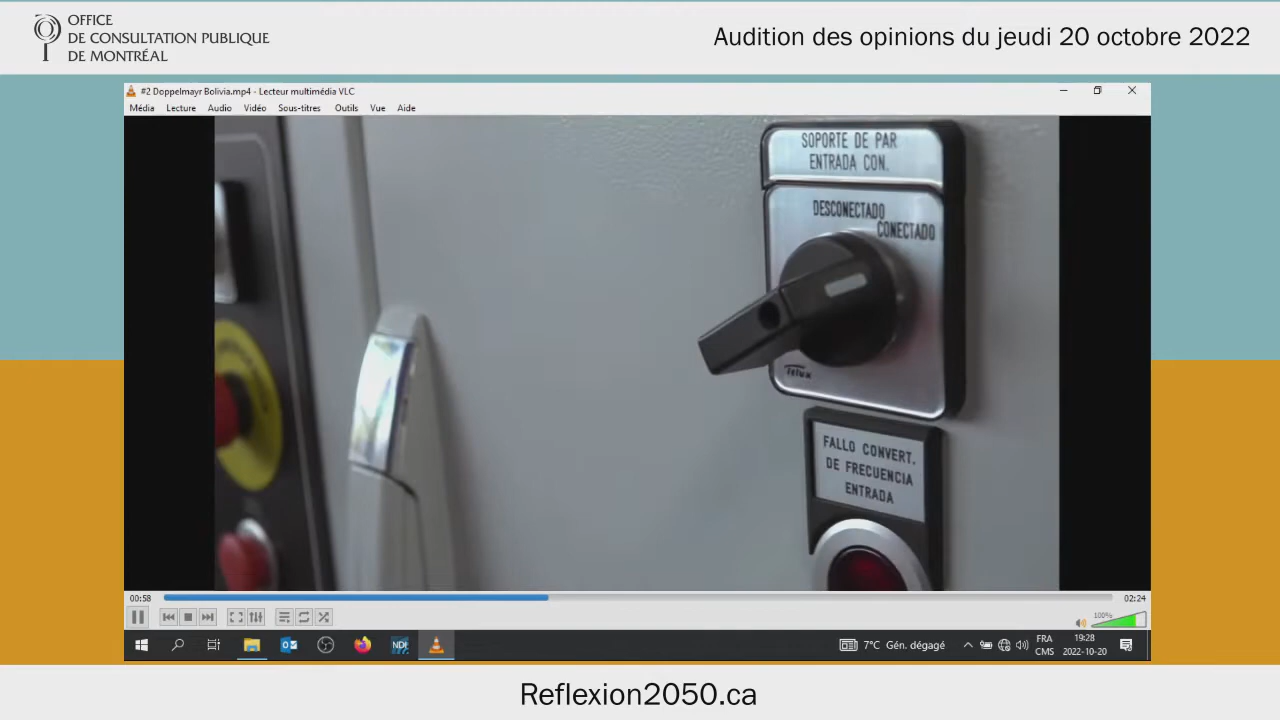 OFFICE
DE CONSULTATION PUBLIQUE
DE MONTRÉAL
Audition des opinions du jeudi 20 octobre 2022
#2 Doppelmayr Bolivia.mp4 - Lecteur multimédia VLC
Média Lecture Audio Vidéo Sous-titres Outils Vue Aide
SOPORTE DE PAR
ENTRADA CON.
DESCONECTADO
CONECTADO
Telux
FALLO CONVERT.
DE FRECUENCIA
ENTRADA
00:58
02:24
100%
7°C Gén. dégagé
FRA
CMS
19:28
2022-10-20
Reflexion2050.ca